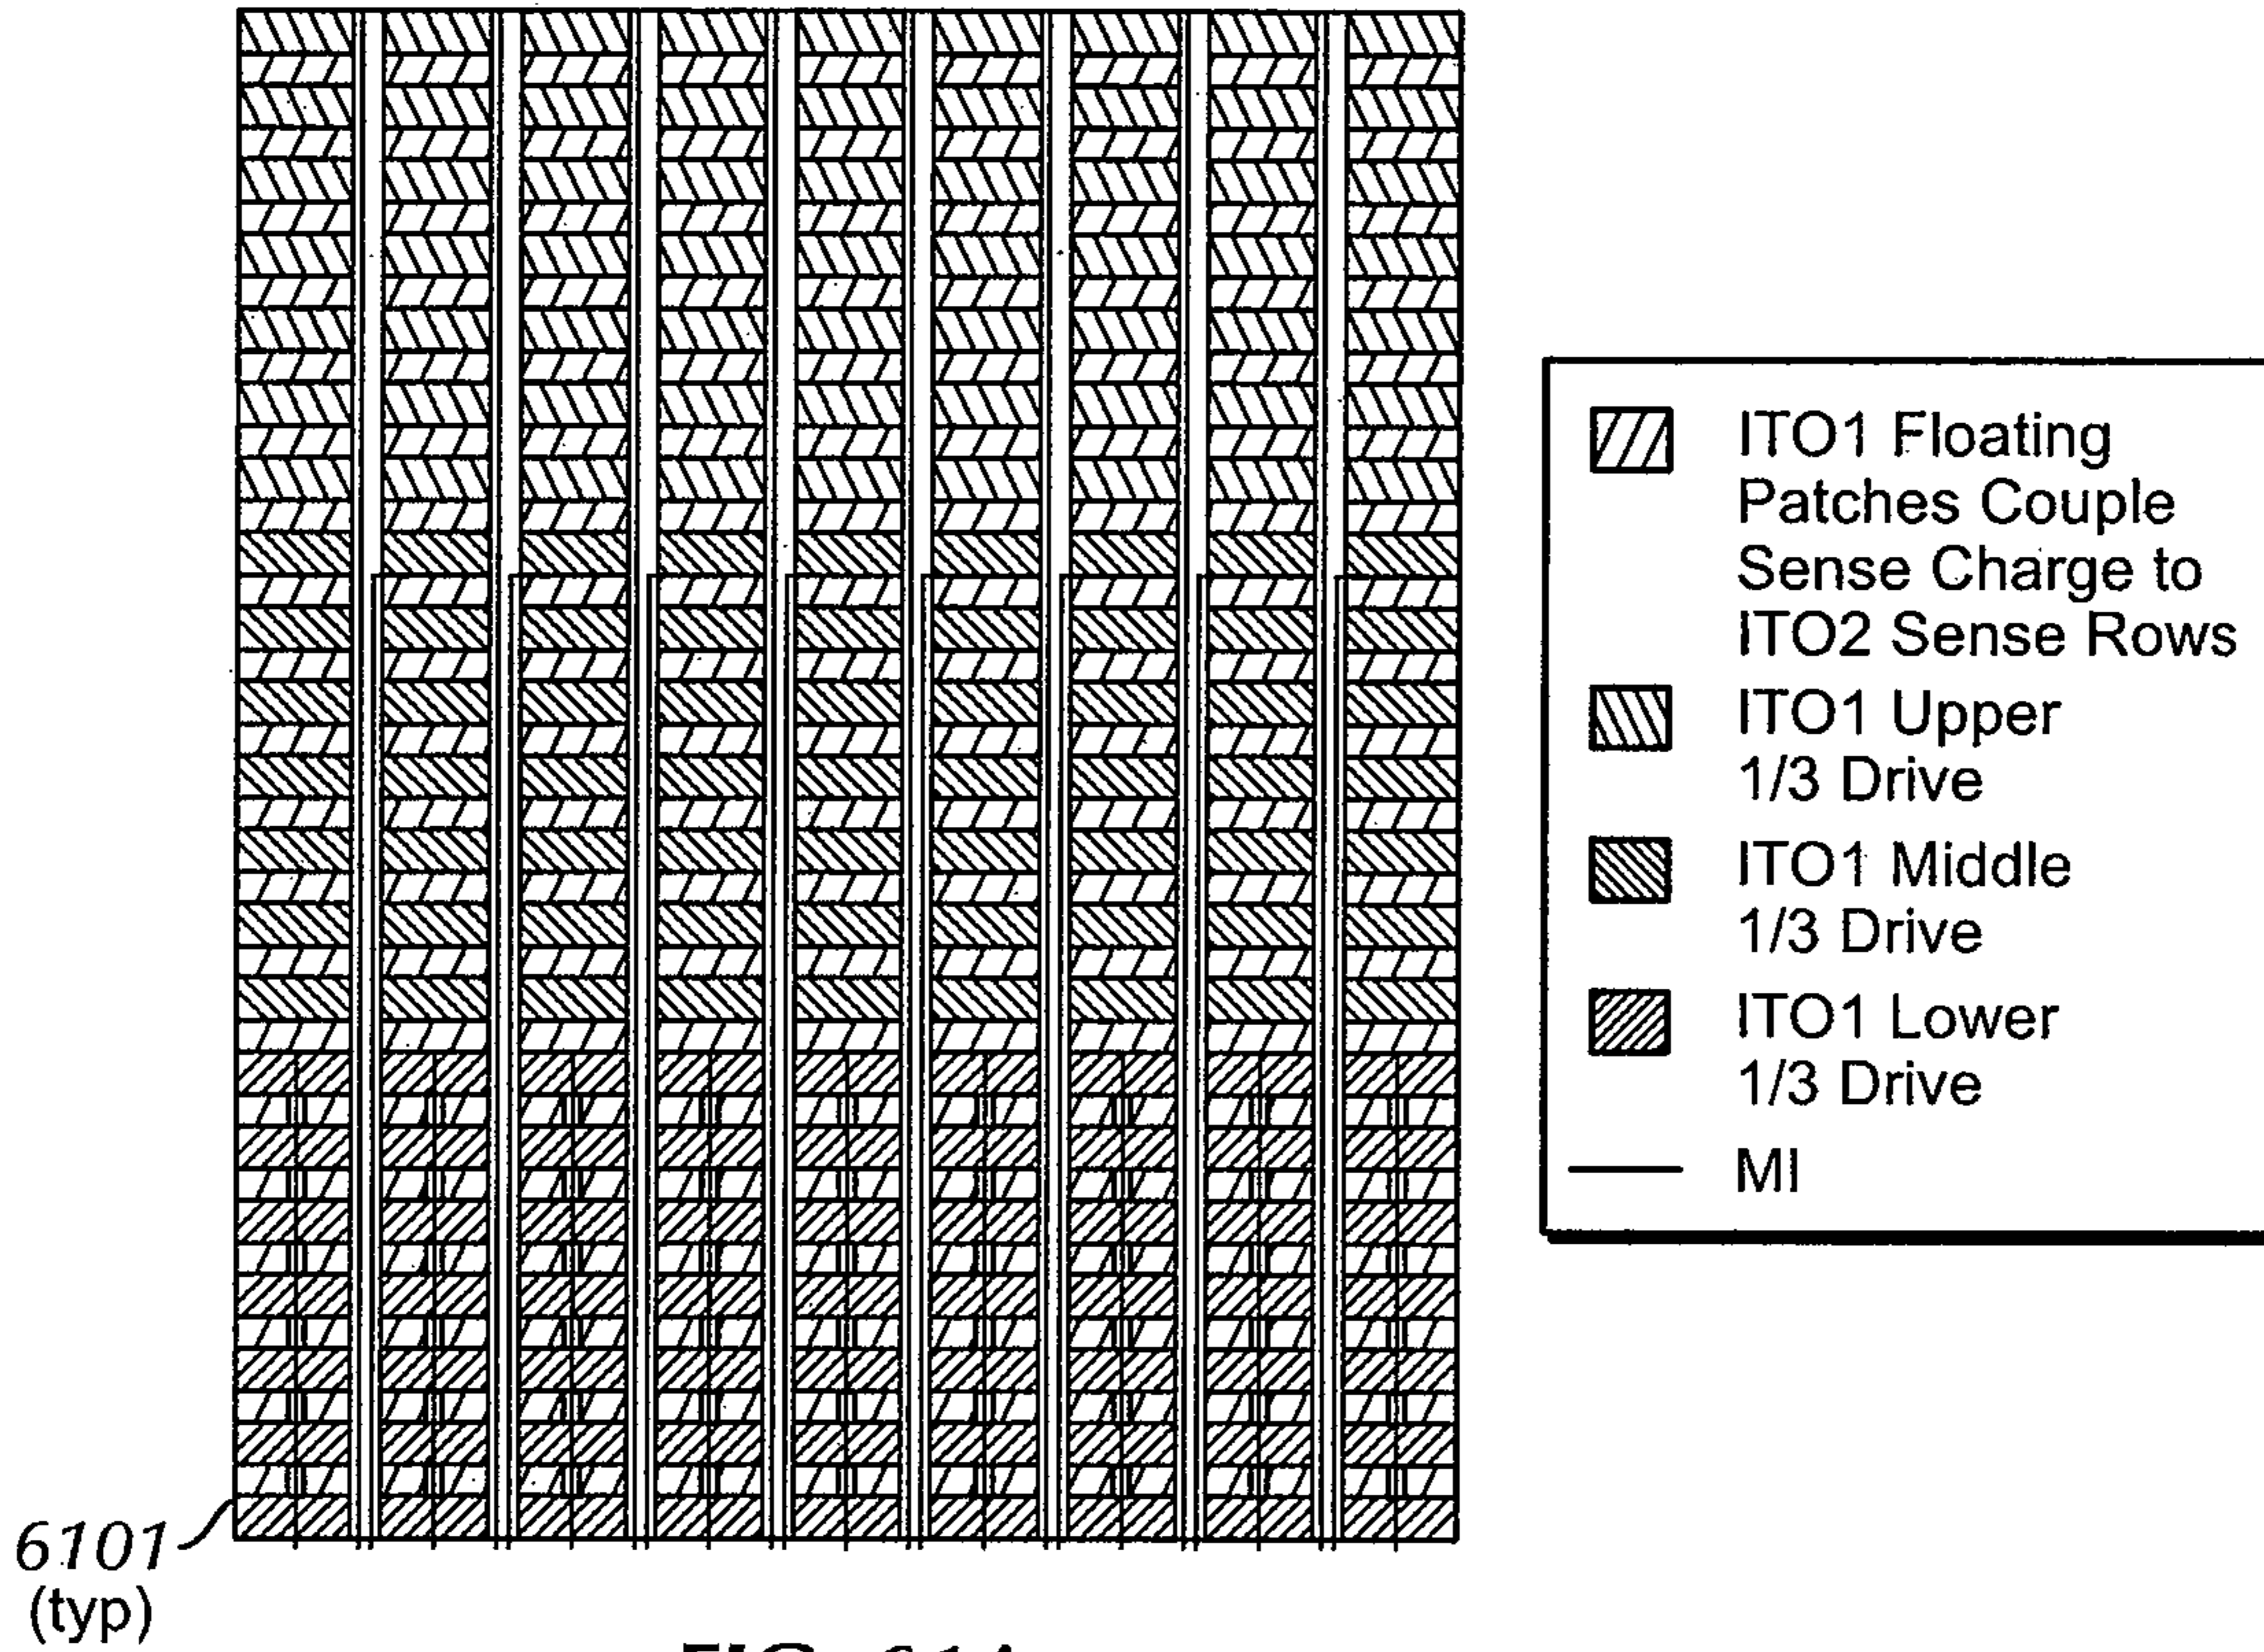 ITO1 Floating
Patches Couple
Sense Charge to
ITO2 Sense Rows
ITO1 Upper
1/3 Drive
ITO1 Middle
1/3 Drive
ITO1 Lower
1/3 Drive
MI
6101
(typ)